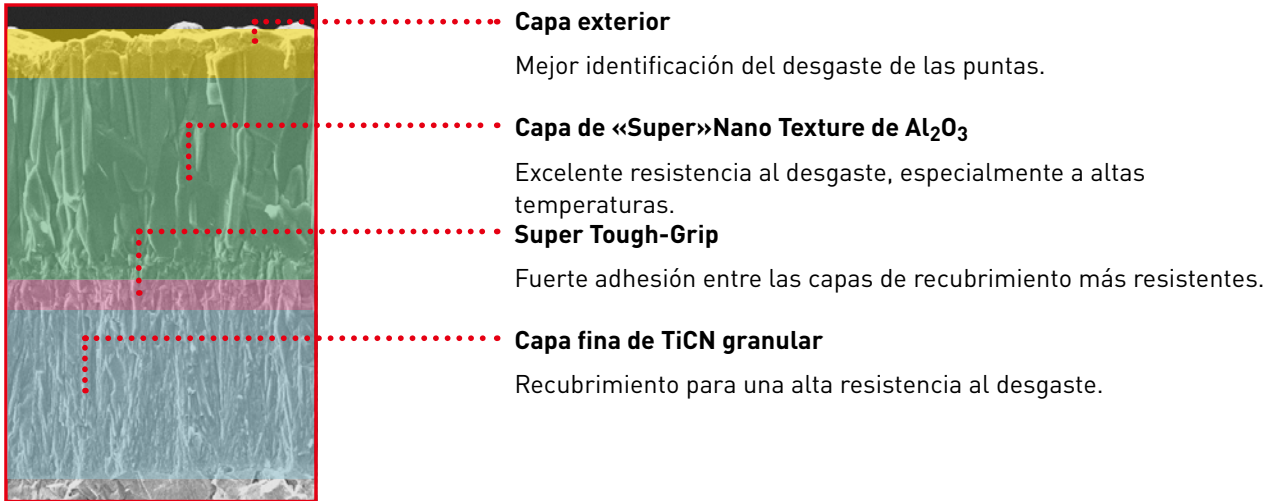 Capa exterior
Mejor identificación del desgaste de las puntas.
Capa de «Super»Nano Texture de Al₂O₃
Excelente resistencia al desgaste, especialmente a altas
temperaturas.
Super Tough-Grip
Fuerte adhesión entre las capas de recubrimiento más resistentes.
Capa fina de TiCN granular
Recubrimiento para una alta resistencia al desgaste.